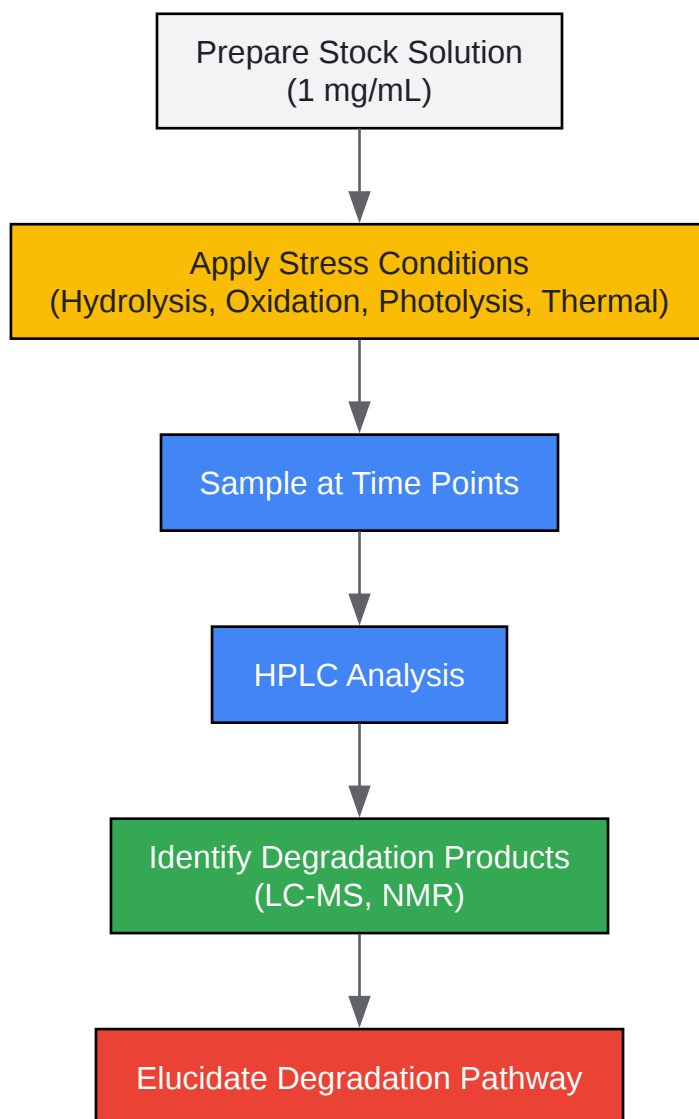 Prepare Stock Solution
(1 mg/mL)
Apply Stress Conditions
(Hydrolysis, Oxidation, Photolysis, Thermal)
Sample at Time Points
HPLC Analysis
Identify Degradation Products
(LC-MS, NMR)
Elucidate Degradation Pathway